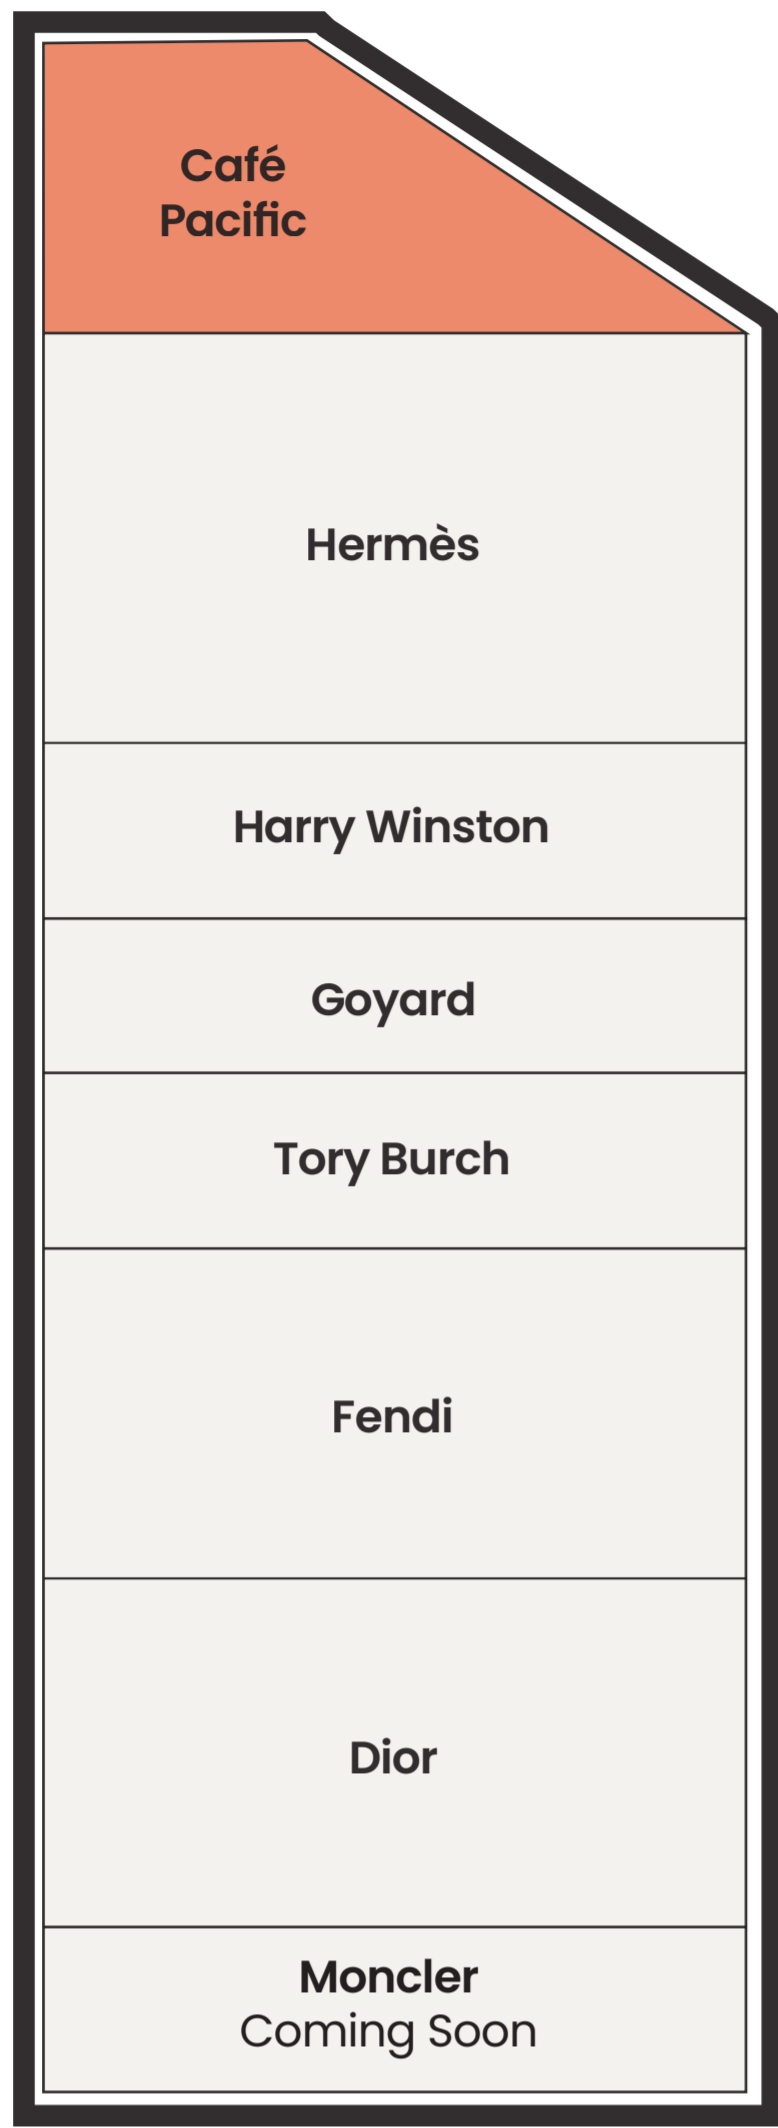 Café
Pacific
Hermès
Harry Winston
Goyard
Tory Burch
Fendi
Dior
Moncler
Coming Soon